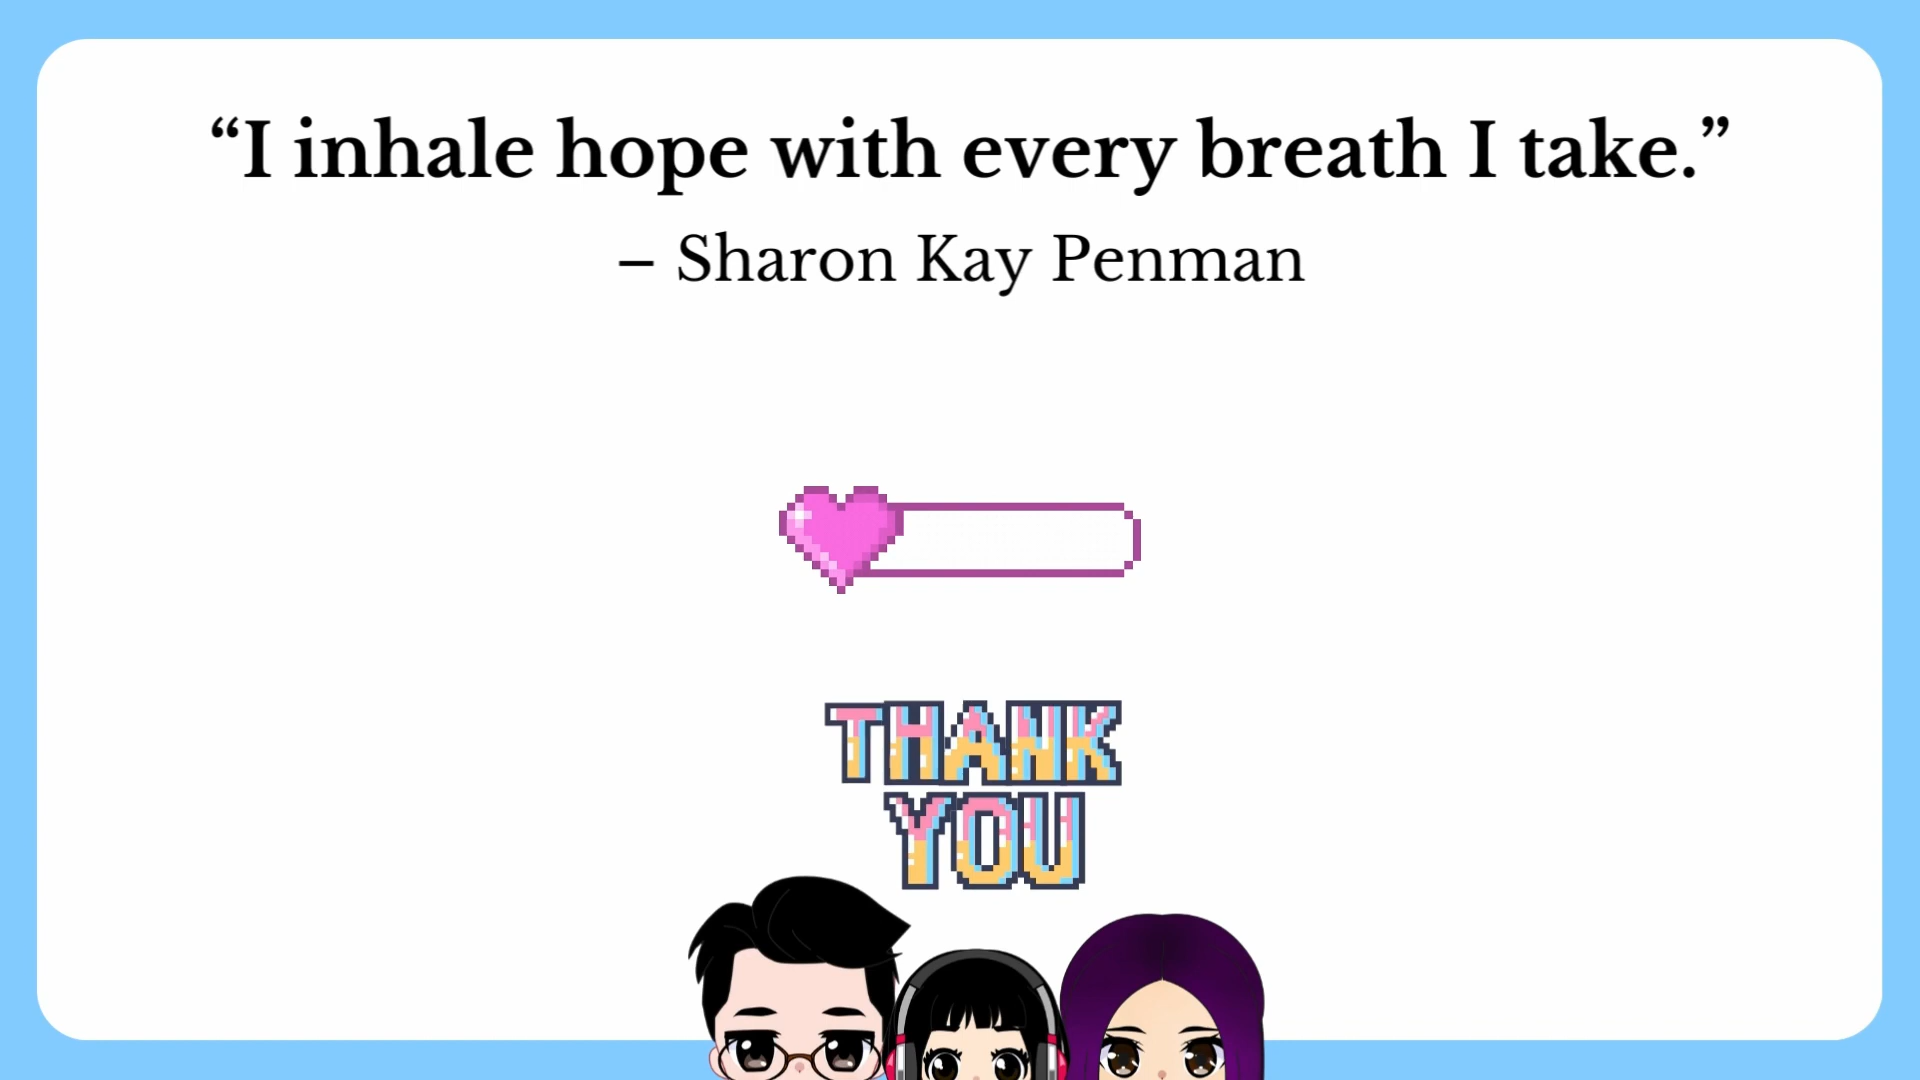 “I inhale hope with every breath I take.”
– Sharon Kay Penman
THANK
YOU